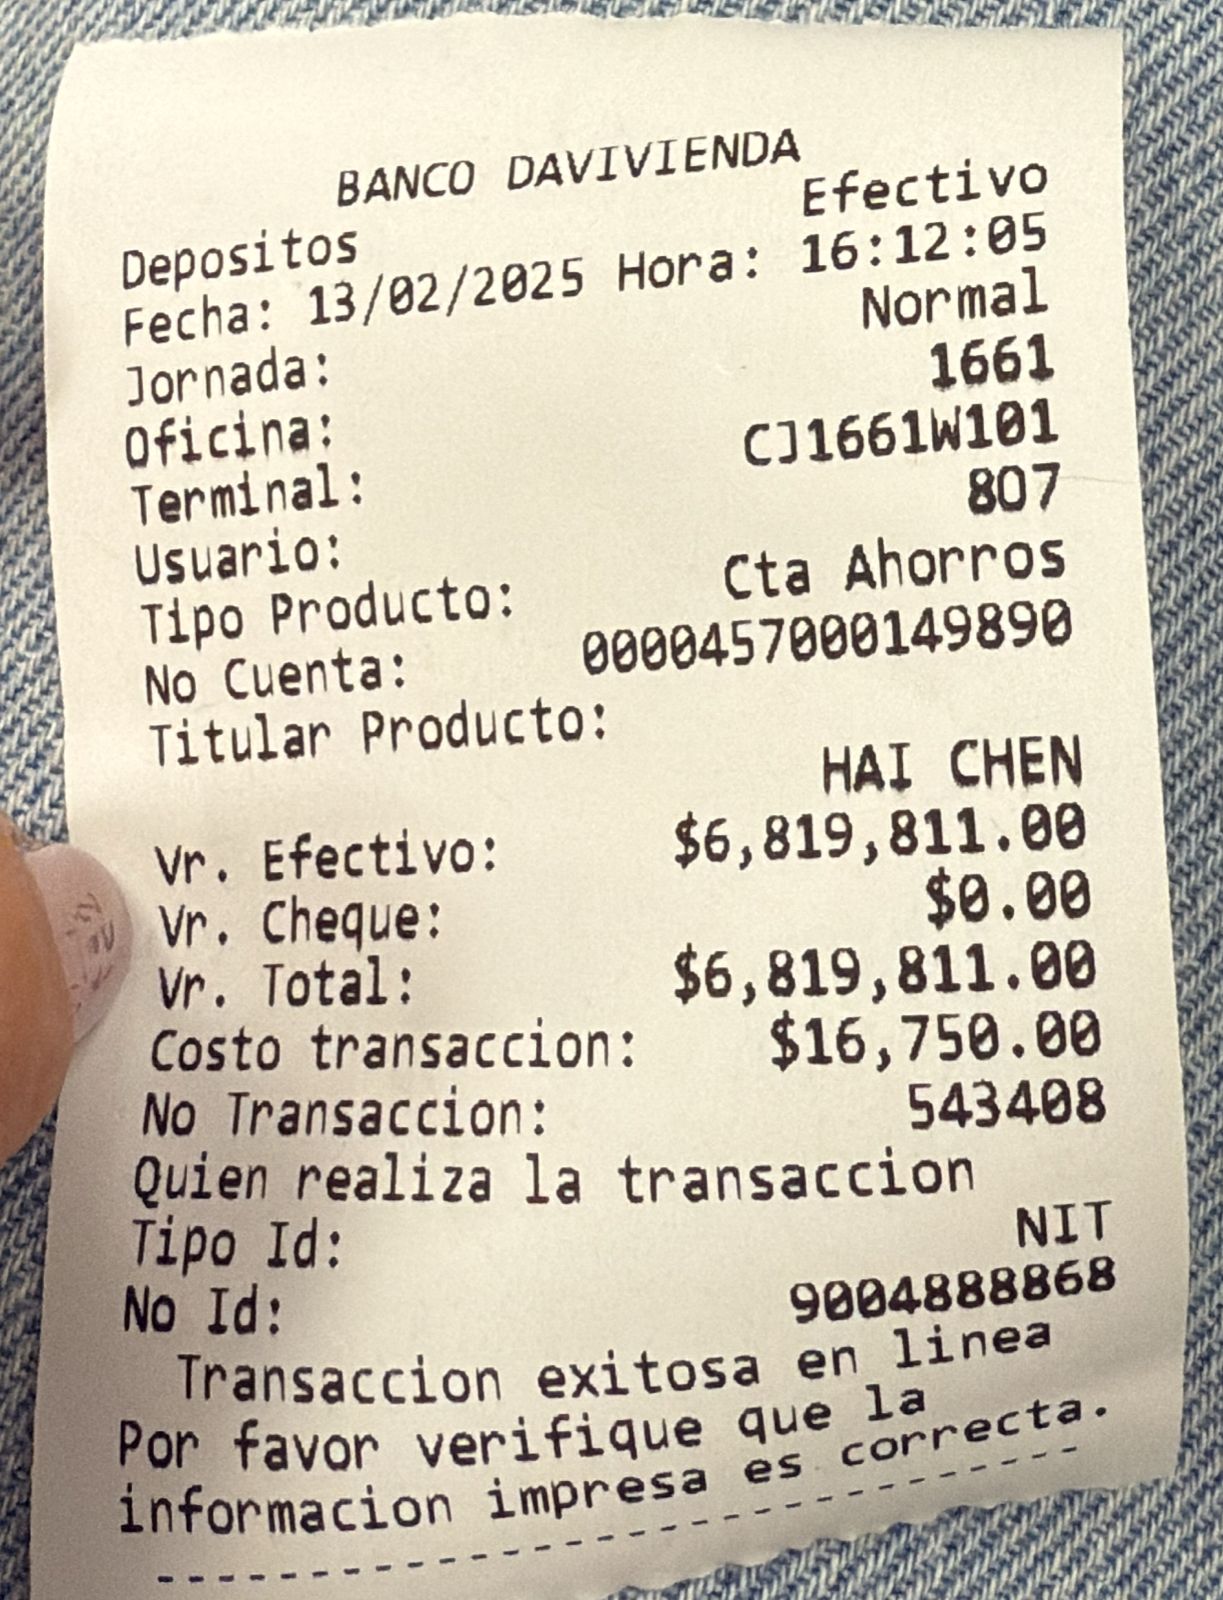 BANCO DAVIVIENDA
Depositos Efectivo
Fecha: 13/02/2025 Hora: 16:12:05
Jornada: Normal
Oficina: 1661
Terminal: CJ1661W101
Usuario: 807
Tipo Producto: Cta Ahorros
No Cuenta: 0000457000149890
Titular Producto:
HAI CHEN
Vr. Efectivo: $6,819,811.00
Vr. Cheque: $0.00
Vr. Total: $6,819,811.00
Costo transaccion: $16,750.00
No Transaccion: 543408
Quien realiza la transaccion
Tipo Id: NIT
No Id: 9004888868
Transaccion exitosa en linea
Por favor verifique que la
informacion impresa es correcta.